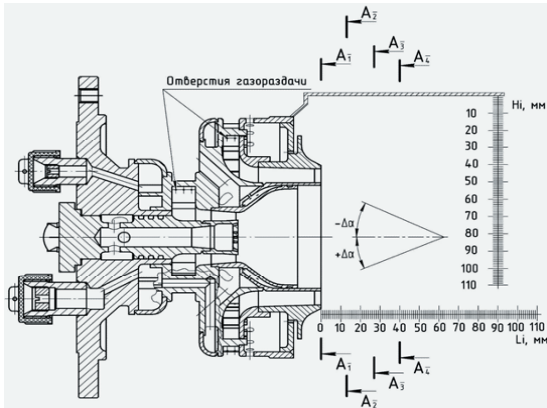 A2
A1
A3
A4
Отверстия газораздачи
Hi, мм
10
20
30
40
50
60
70
80
90
100
110
-Δα
+Δα
0 10 20 30 40 50 60 70 80 90 100 110
Li, мм
A1
A2
A3
A4